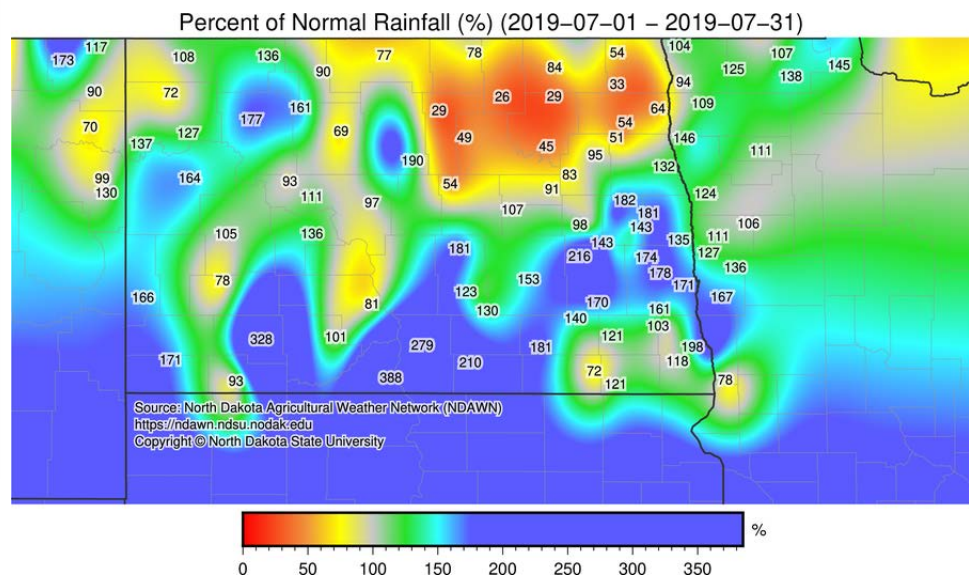 Percent of Normal Rainfall (%) (2019-07-01 - 2019-07-31)
173 117 108 136 90 77 78 84 54 104 125 107 138 145
90 72 177 161 29 26 29 33 64 94 109
70 137 127 69 49 45 54 51 146 111
190 95 132
99 130 164 93 111 97 54 107 91 83 124
182 181 98 143 106
105 136 181 216 143 135 111 127
78 123 153 174 178 171 136
166 81 130 170 161 167
101 140 121 103
171 328 279 210 181 118 198
93 388 72 121 78
Source: North Dakota Agricultural Weather Network (NDAWN)
https://ndawn.ndsu.nodak.edu
Copyright © North Dakota State University
0 50 100 150 200 250 300 350 %